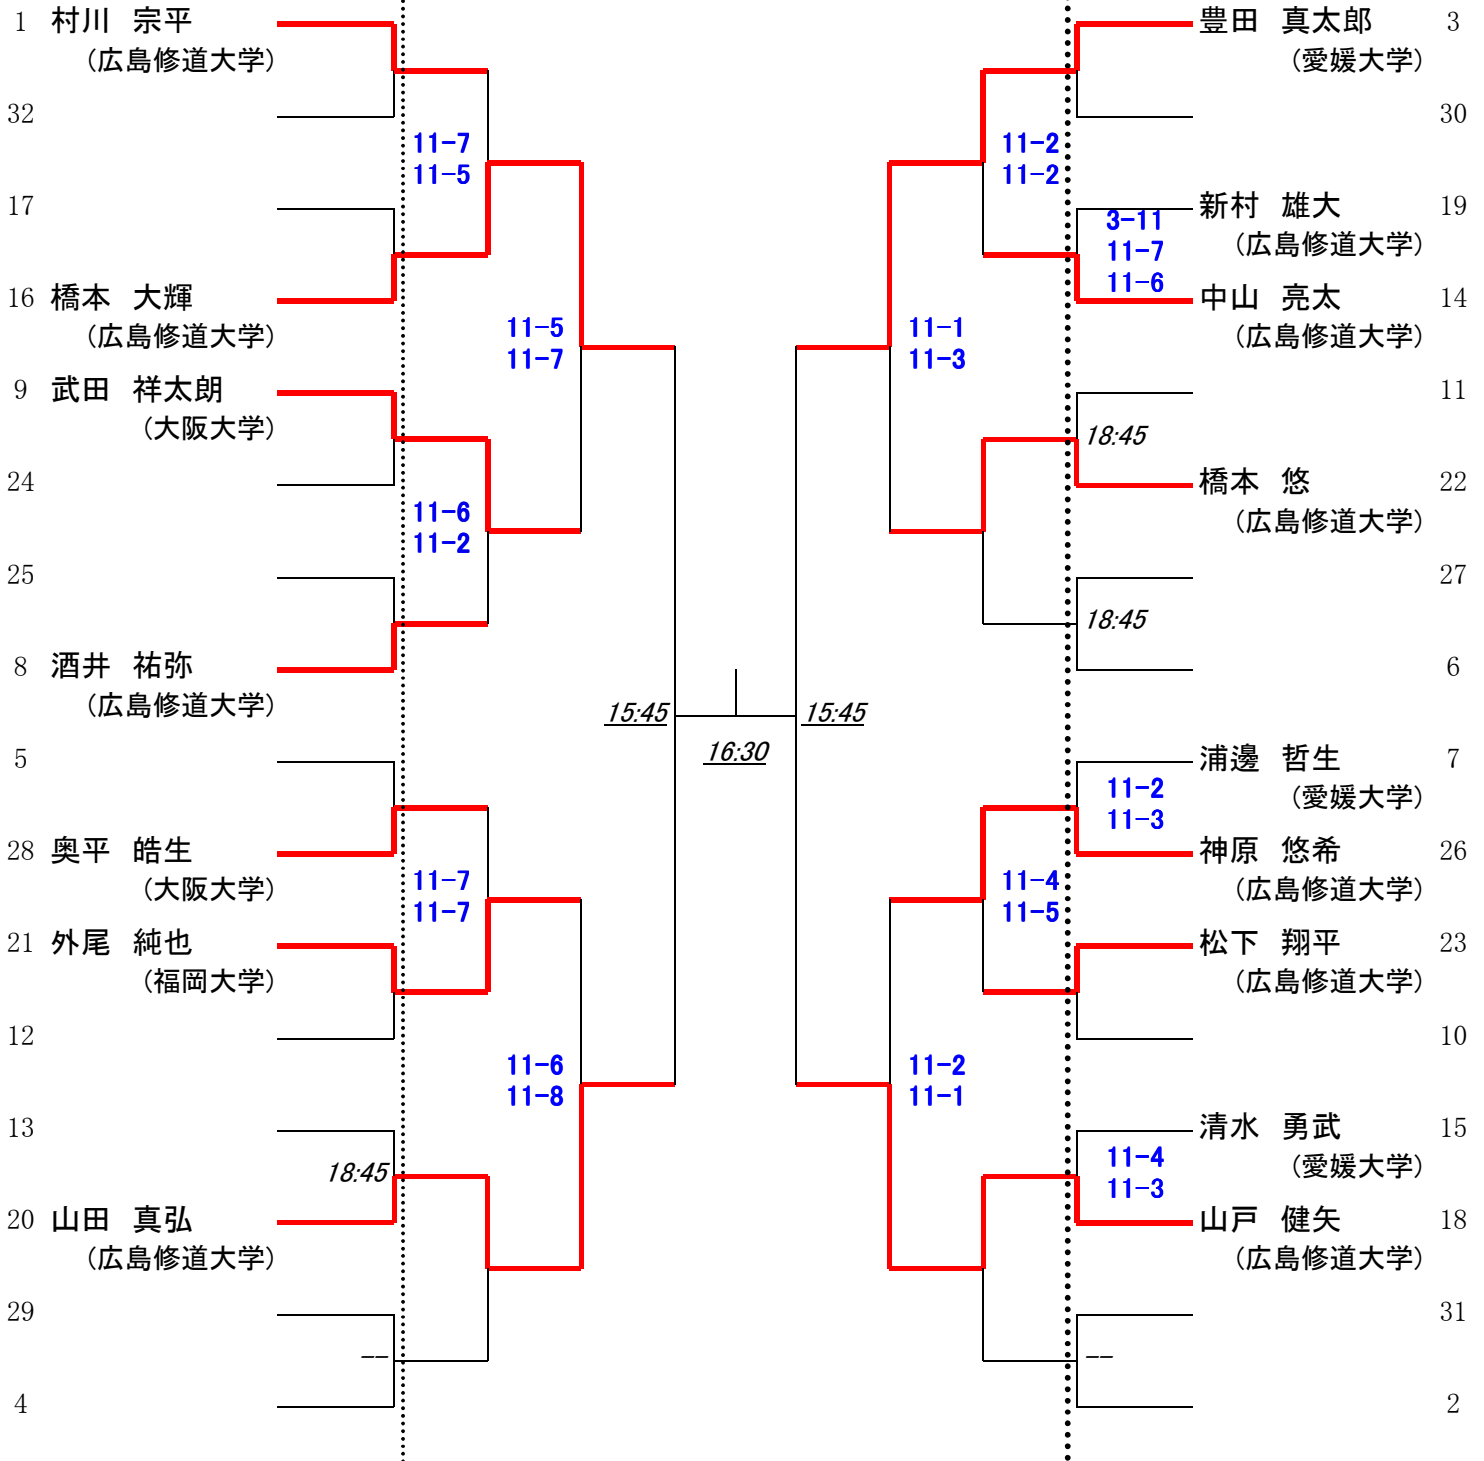 1 村川 宗平
(広島修道大学)
32
11-7
11-5
17
16 橋本 大輝
(広島修道大学)
11-5
11-7
9 武田 祥太朗
(大阪大学)
24
11-6
11-2
25
8 酒井 祐弥
(広島修道大学)
15:45
5
28 奥平 皓生
(大阪大学)
11-7
11-7
21 外尾 純也
(福岡大学)
12
11-6
11-8
13
18:45
20 山田 真弘
(広島修道大学)
29
--
4
16:30
豊田 真太郎 3
(愛媛大学)
30
11-2
11-2
新村 雄大 19
(広島修道大学)
3-11
11-7
11-6
中山 亮太 14
(広島修道大学)
11-1
11-3
11
18:45
橋本 悠 22
(広島修道大学)
27
18:45
6
15:45
浦邊 哲生 7
(愛媛大学)
11-2
11-3
神原 悠希 26
(広島修道大学)
11-4
11-5
松下 翔平 23
(広島修道大学)
10
11-2
11-1
清水 勇武 15
(愛媛大学)
11-4
11-3
山戸 健矢 18
(広島修道大学)
31
--
2